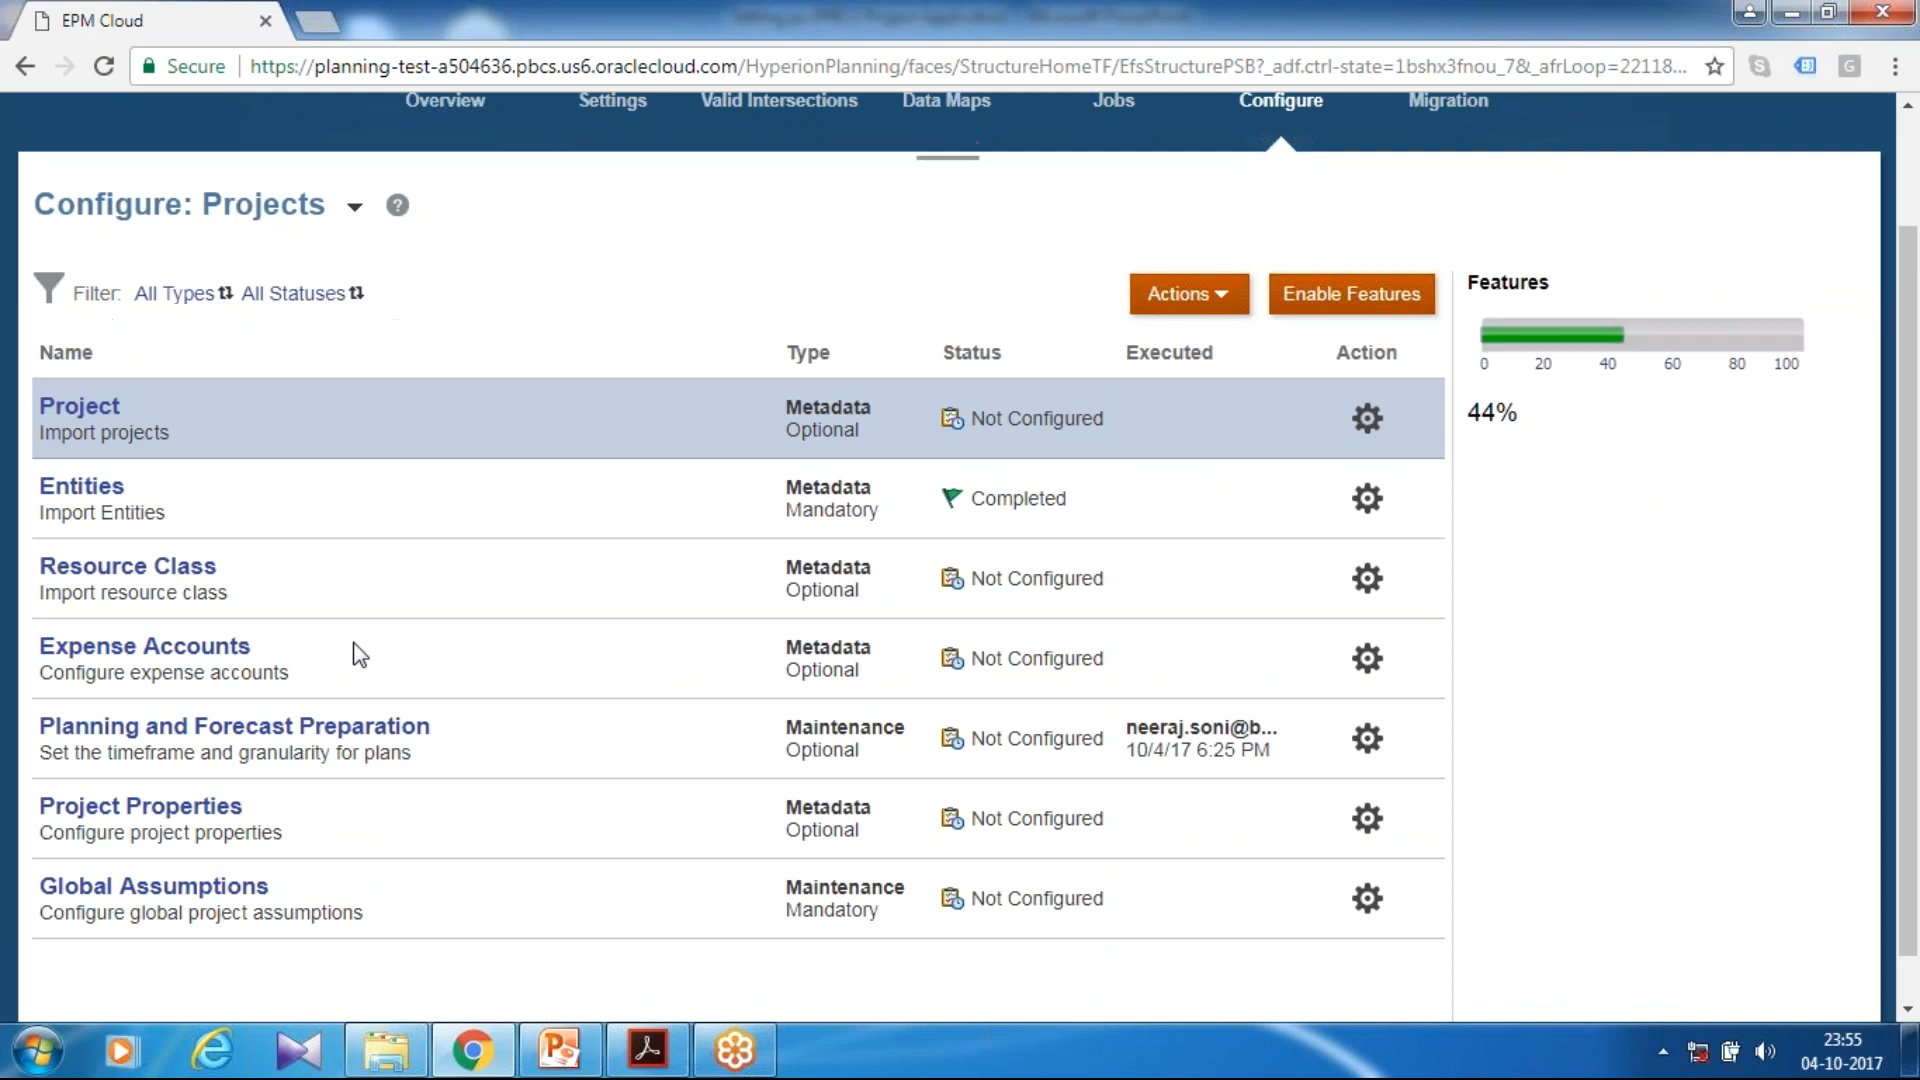 EPM Cloud
Secure https://planning-test-a504636.pbcs.us6.oraclecloud.com/HyperionPlanning/faces/StructureHomeTF/EfsStructurePSB?_adf.ctrl-state=1bshx3fnou_7&_afrLoop=22118...
Overview Settings Valid Intersections Data Maps Jobs Configure Migration
Configure: Projects ?
Filter: All Types All Statuses
Actions Enable Features
Features
0 20 40 60 80 100
44%
Name Type Status Executed Action
Project
Import projects
Metadata
Optional
Not Configured
Entities
Import Entities
Metadata
Mandatory
Completed
Resource Class
Import resource class
Metadata
Optional
Not Configured
Expense Accounts
Configure expense accounts
Metadata
Optional
Not Configured
Planning and Forecast Preparation
Set the timeframe and granularity for plans
Maintenance
Optional
Not Configured
neeraj.soni@b...
10/4/17 6:25 PM
Project Properties
Configure project properties
Metadata
Optional
Not Configured
Global Assumptions
Configure global project assumptions
Maintenance
Mandatory
Not Configured
23:55
04-10-2017